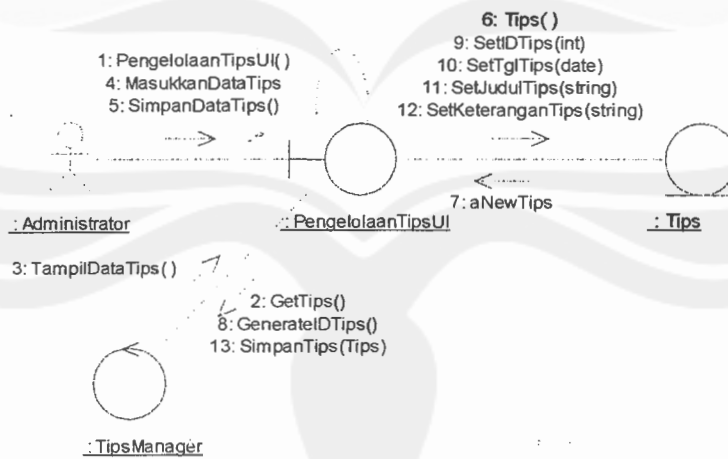 6: Tips()
1: PengelolaanTipsUI()
9: SetIDTips(int)
4: MasukkanDataTips
10: SetTglTips(date)
5: SimpanDataTips()
11: SetJudulTips(string)
12: SetKeteranganTips(string)
7: aNewTips
: Administrator
: PengelolaanTipsUI
: Tips
3: TampilDataTips()
2: GetTips()
8: GenerateIDTips()
13: SimpanTips(Tips)
: TipsManager